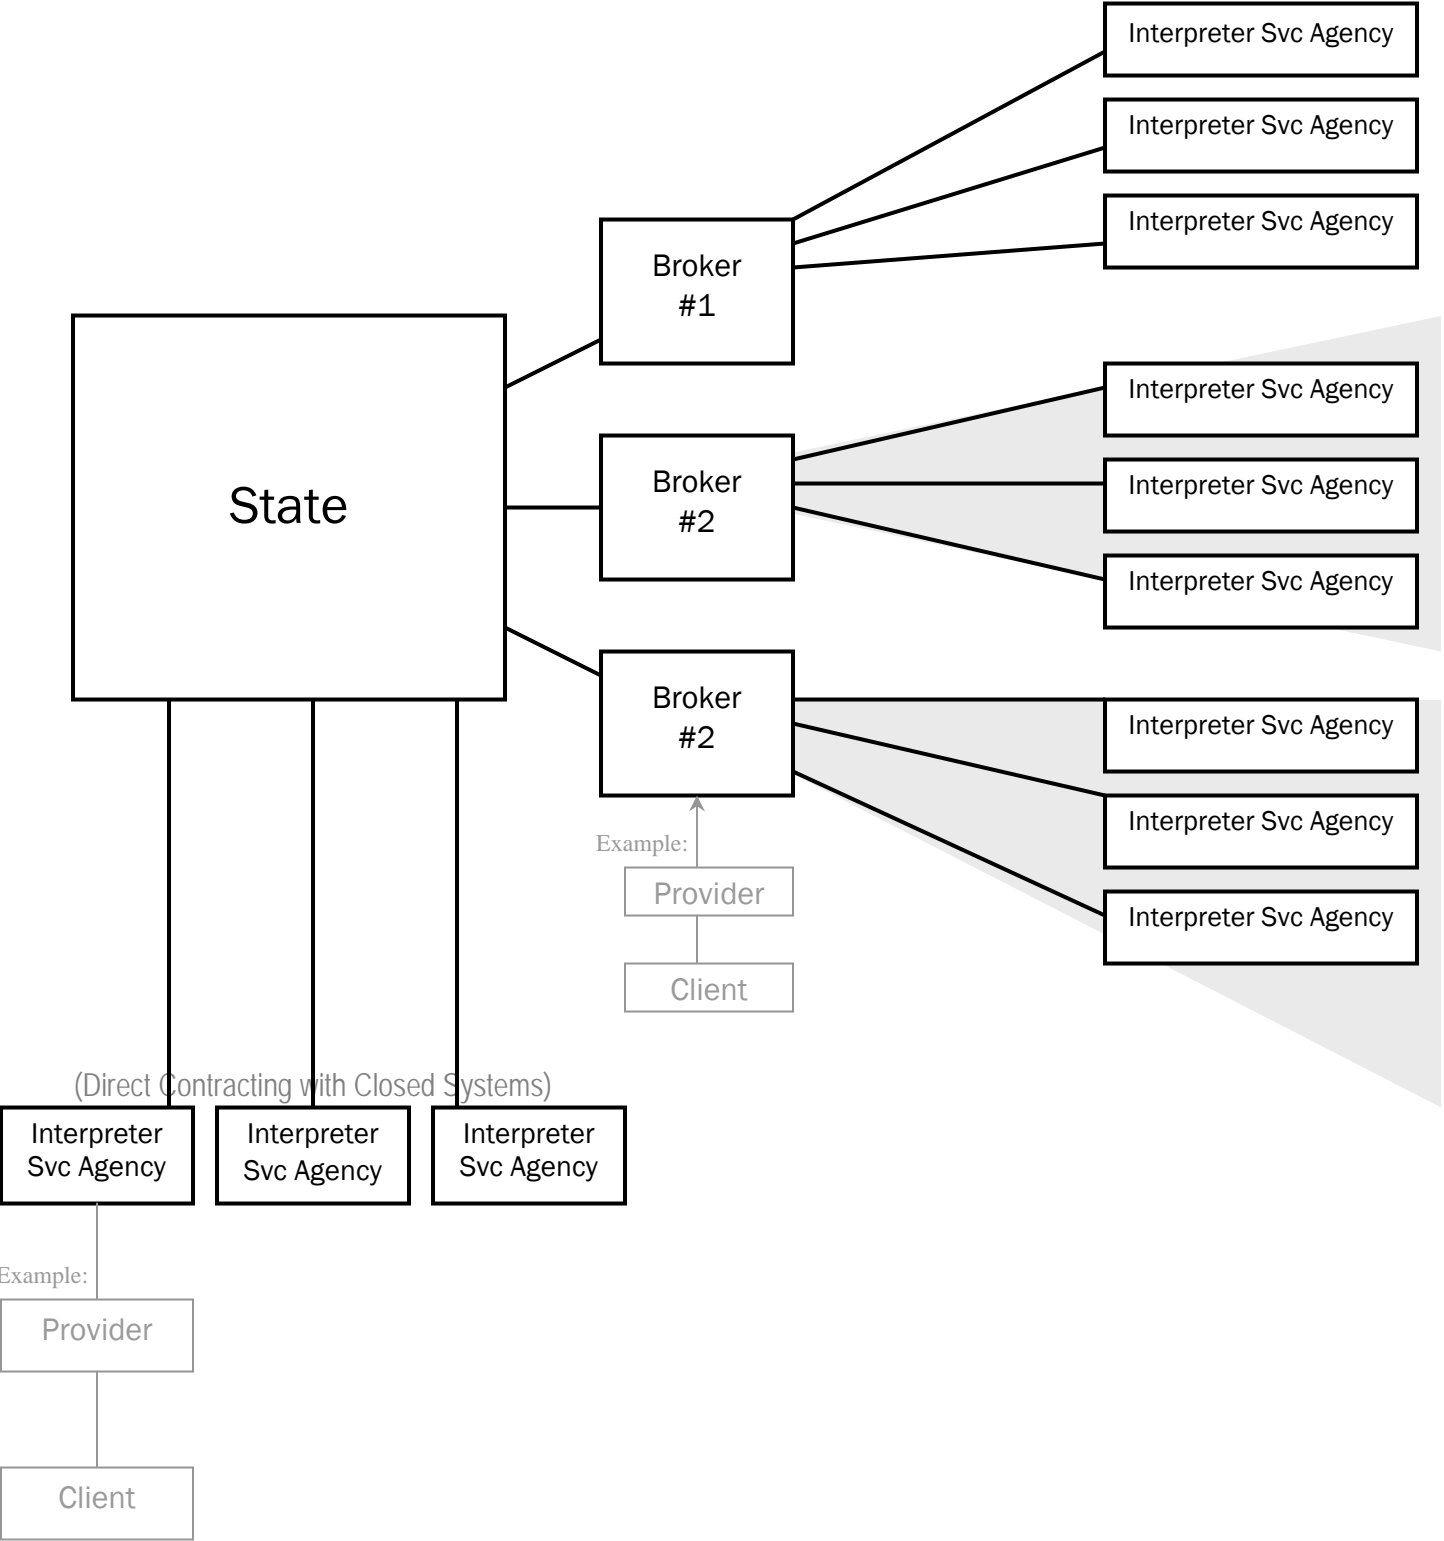 Interpreter Svc Agency
Interpreter Svc Agency
Interpreter Svc Agency
Broker
#1
Interpreter Svc Agency
State
Broker
#2
Interpreter Svc Agency
Interpreter Svc Agency
Broker
#2
Interpreter Svc Agency
Interpreter Svc Agency
Example:
Provider
Interpreter Svc Agency
Client
(Direct Contracting with Closed Systems)
Interpreter
Svc Agency
Interpreter
Svc Agency
Interpreter
Svc Agency
Example:
Provider
Client